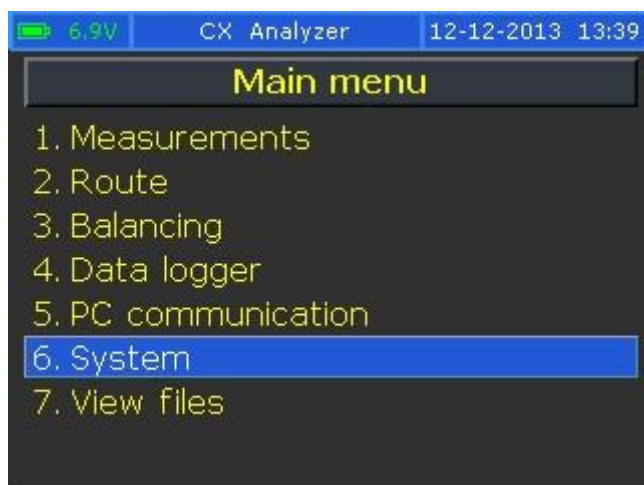 6.9V CX Analyzer 12-12-2013 13:39
Main menu
1. Measurements
2. Route
3. Balancing
4. Data logger
5. PC communication
6. System
7. View files